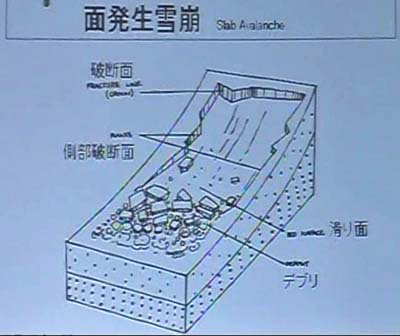 面発生雪崩 Slab Avalanche
破断面
FRACTURE LINE
(CROWN)
FLANKS
側部破断面
BED SURFACE 滑り面
デブリ